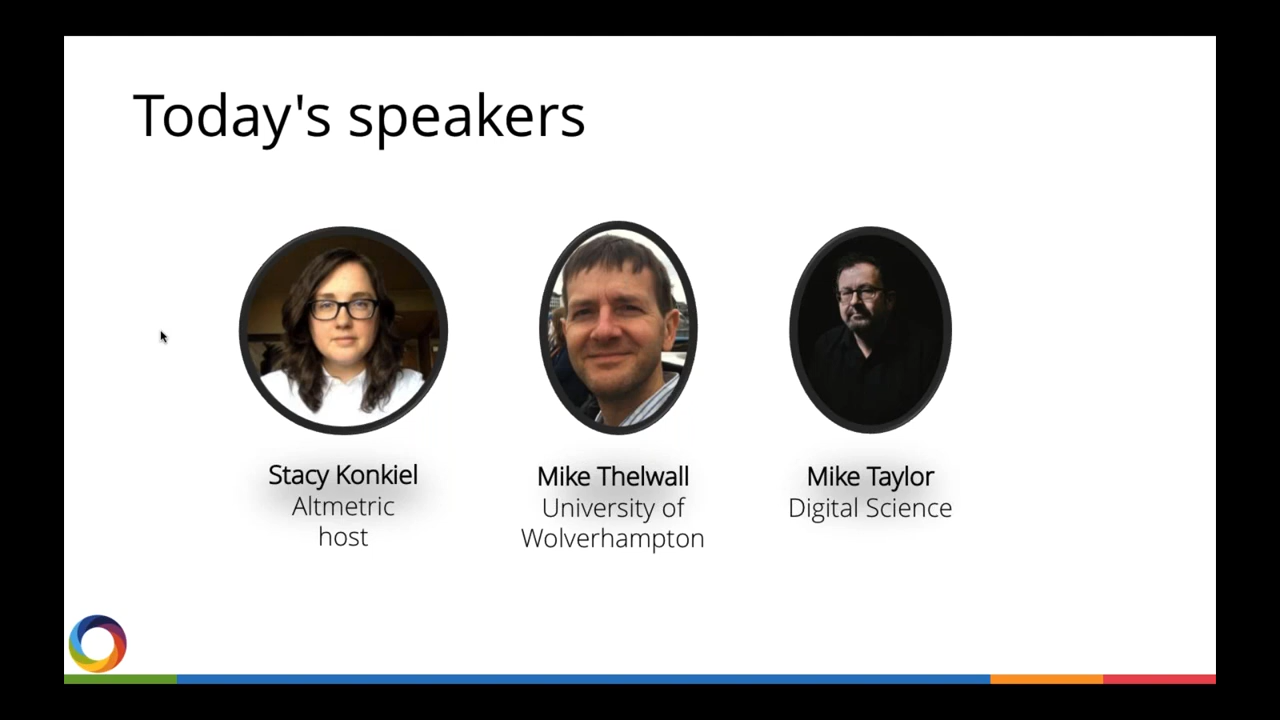 Today's speakers
Stacy Konkiel
Altmetric
host
Mike Thelwall
University of
Wolverhampton
Mike Taylor
Digital Science